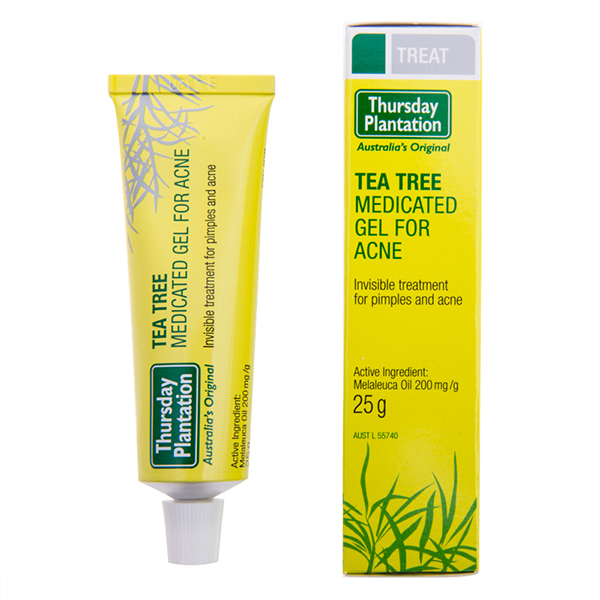 TEA TREE
MEDICATED GEL FOR ACNE
Invisible treatment for pimples and acne
Thursday
Plantation
Australia's Original
Active Ingredient:
Melaleuca Oil 200 mg/g
TREAT
Thursday
Plantation
Australia's Original
TEA TREE
MEDICATED
GEL FOR
ACNE
Invisible treatment
for pimples and acne
Active Ingredient:
Melaleuca Oil 200 mg/g
25 g
AUST L 55740